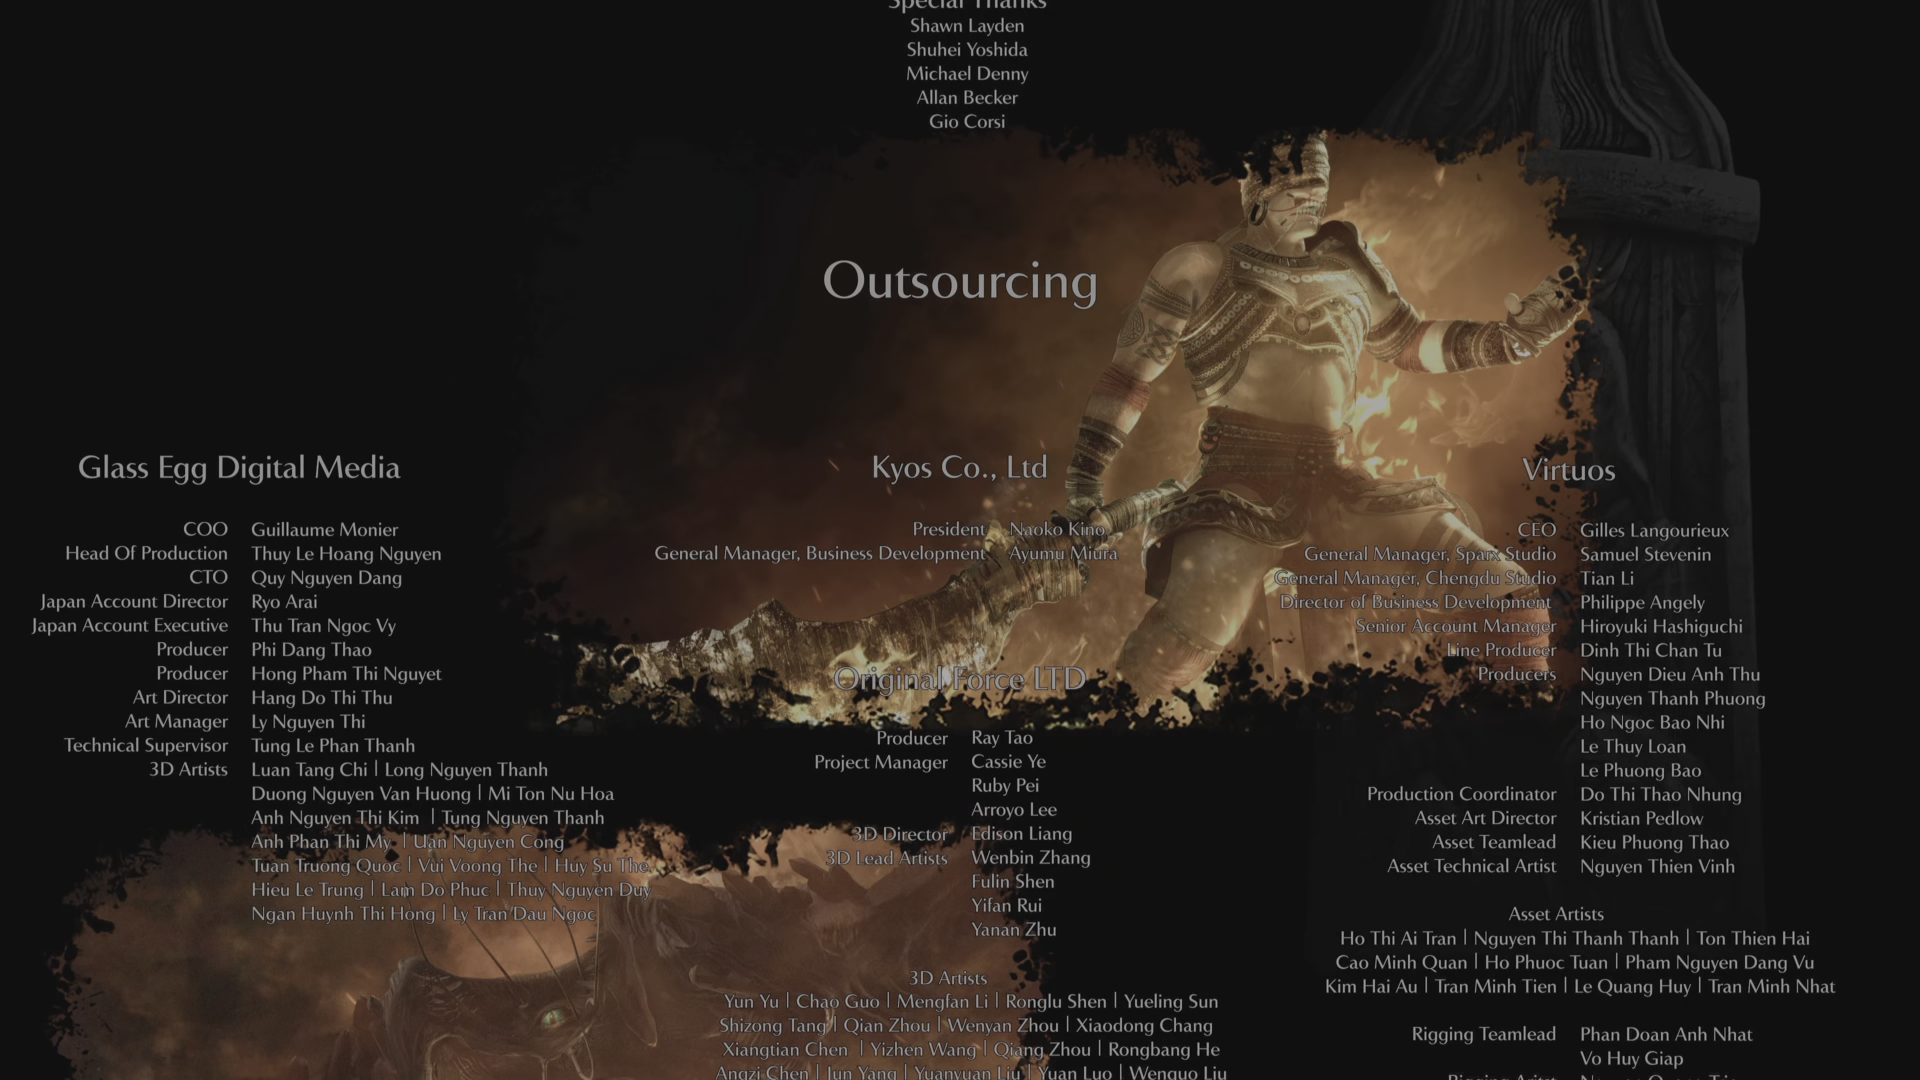 Special Thanks
Shawn Layden
Shuhei Yoshida
Michael Denny
Allan Becker
Gio Corsi
Outsourcing
Glass Egg Digital Media
COO Guillaume Monier
Head Of Production Thuy Le Hoang Nguyen
CTO Quy Nguyen Dang
Japan Account Director Ryo Arai
Japan Account Executive Thu Tran Ngoc Vy
Producer Phi Dang Thao
Producer Hong Pham Thi Nguyet
Art Director Hang Do Thi Thu
Art Manager Ly Nguyen Thi
Technical Supervisor Tung Le Phan Thanh
3D Artists Luan Tang Chi | Long Nguyen Thanh
Duong Nguyen Van Huong | Mi Ton Nu Hoa
Anh Nguyen Thi Kim | Tung Nguyen Thanh
Anh Phan Thi My | Uan Nguyen Cong
Tuan Truong Quoc | Vui Voong The | Huy Su The
Hieu Le Trung | Lam Do Phuc | Thuy Nguyen Duy
Ngan Huynh Thi Hong | Ly Tran Dau Ngoc
Kyos Co., Ltd
President Naoko Kino
General Manager, Business Development Ayumu Miura
Original Force LTD
Producer Ray Tao
Project Manager Cassie Ye
Ruby Pei
Arroyo Lee
3D Director Edison Liang
3D Lead Artists Wenbin Zhang
Fulin Shen
Yifan Rui
Yanan Zhu
3D Artists
Yun Yu | Chao Guo | Mengfan Li | Ronglu Shen | Yueling Sun
Shizong Tang | Qian Zhou | Wenyan Zhou | Xiaodong Chang
Xiangtian Chen | Yizhen Wang | Qiang Zhou | Rongbang He
Angzi Chen | Jun Yang | Yuanyuan Liu | Yuan Luo | Wenguo Liu
Virtuos
CEO Gilles Langourieux
General Manager, Sparx Studio Samuel Stevenin
General Manager, Chengdu Studio Tian Li
Director of Business Development Philippe Angely
Senior Account Manager Hiroyuki Hashiguchi
Line Producer Dinh Thi Chan Tu
Producers Nguyen Dieu Anh Thu
Nguyen Thanh Phuong
Ho Ngoc Bao Nhi
Le Thuy Loan
Le Phuong Bao
Production Coordinator Do Thi Thao Nhung
Asset Art Director Kristian Pedlow
Asset Teamlead Kieu Phuong Thao
Asset Technical Artist Nguyen Thien Vinh
Asset Artists
Ho Thi Ai Tran | Nguyen Thi Thanh Thanh | Ton Thien Hai
Cao Minh Quan | Ho Phuoc Tuan | Pham Nguyen Dang Vu
Kim Hai Au | Tran Minh Tien | Le Quang Huy | Tran Minh Nhat
Rigging Teamlead Phan Doan Anh Nhat
Vo Huy Giap